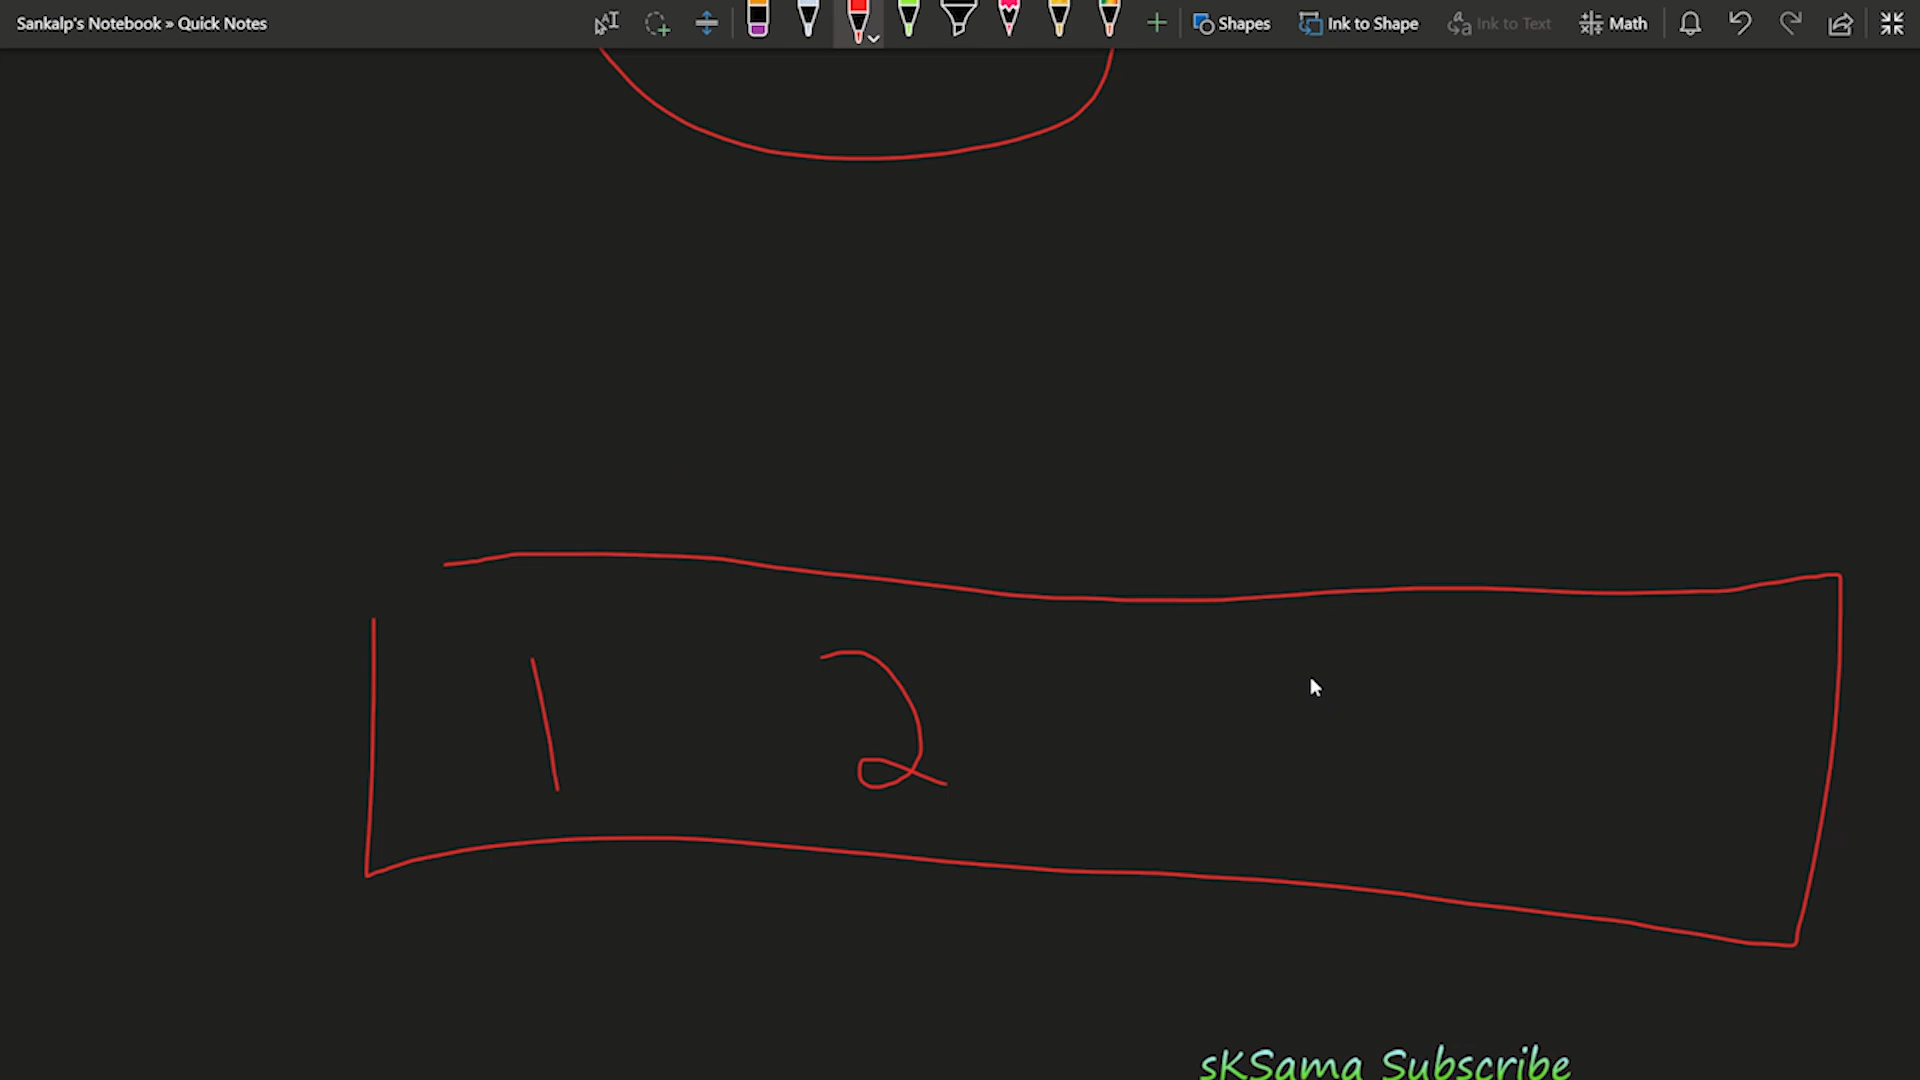 Sankalp's Notebook » Quick Notes
Shapes
Ink to Shape
Ink to Text
Math
1 2
sKSama Subscribe